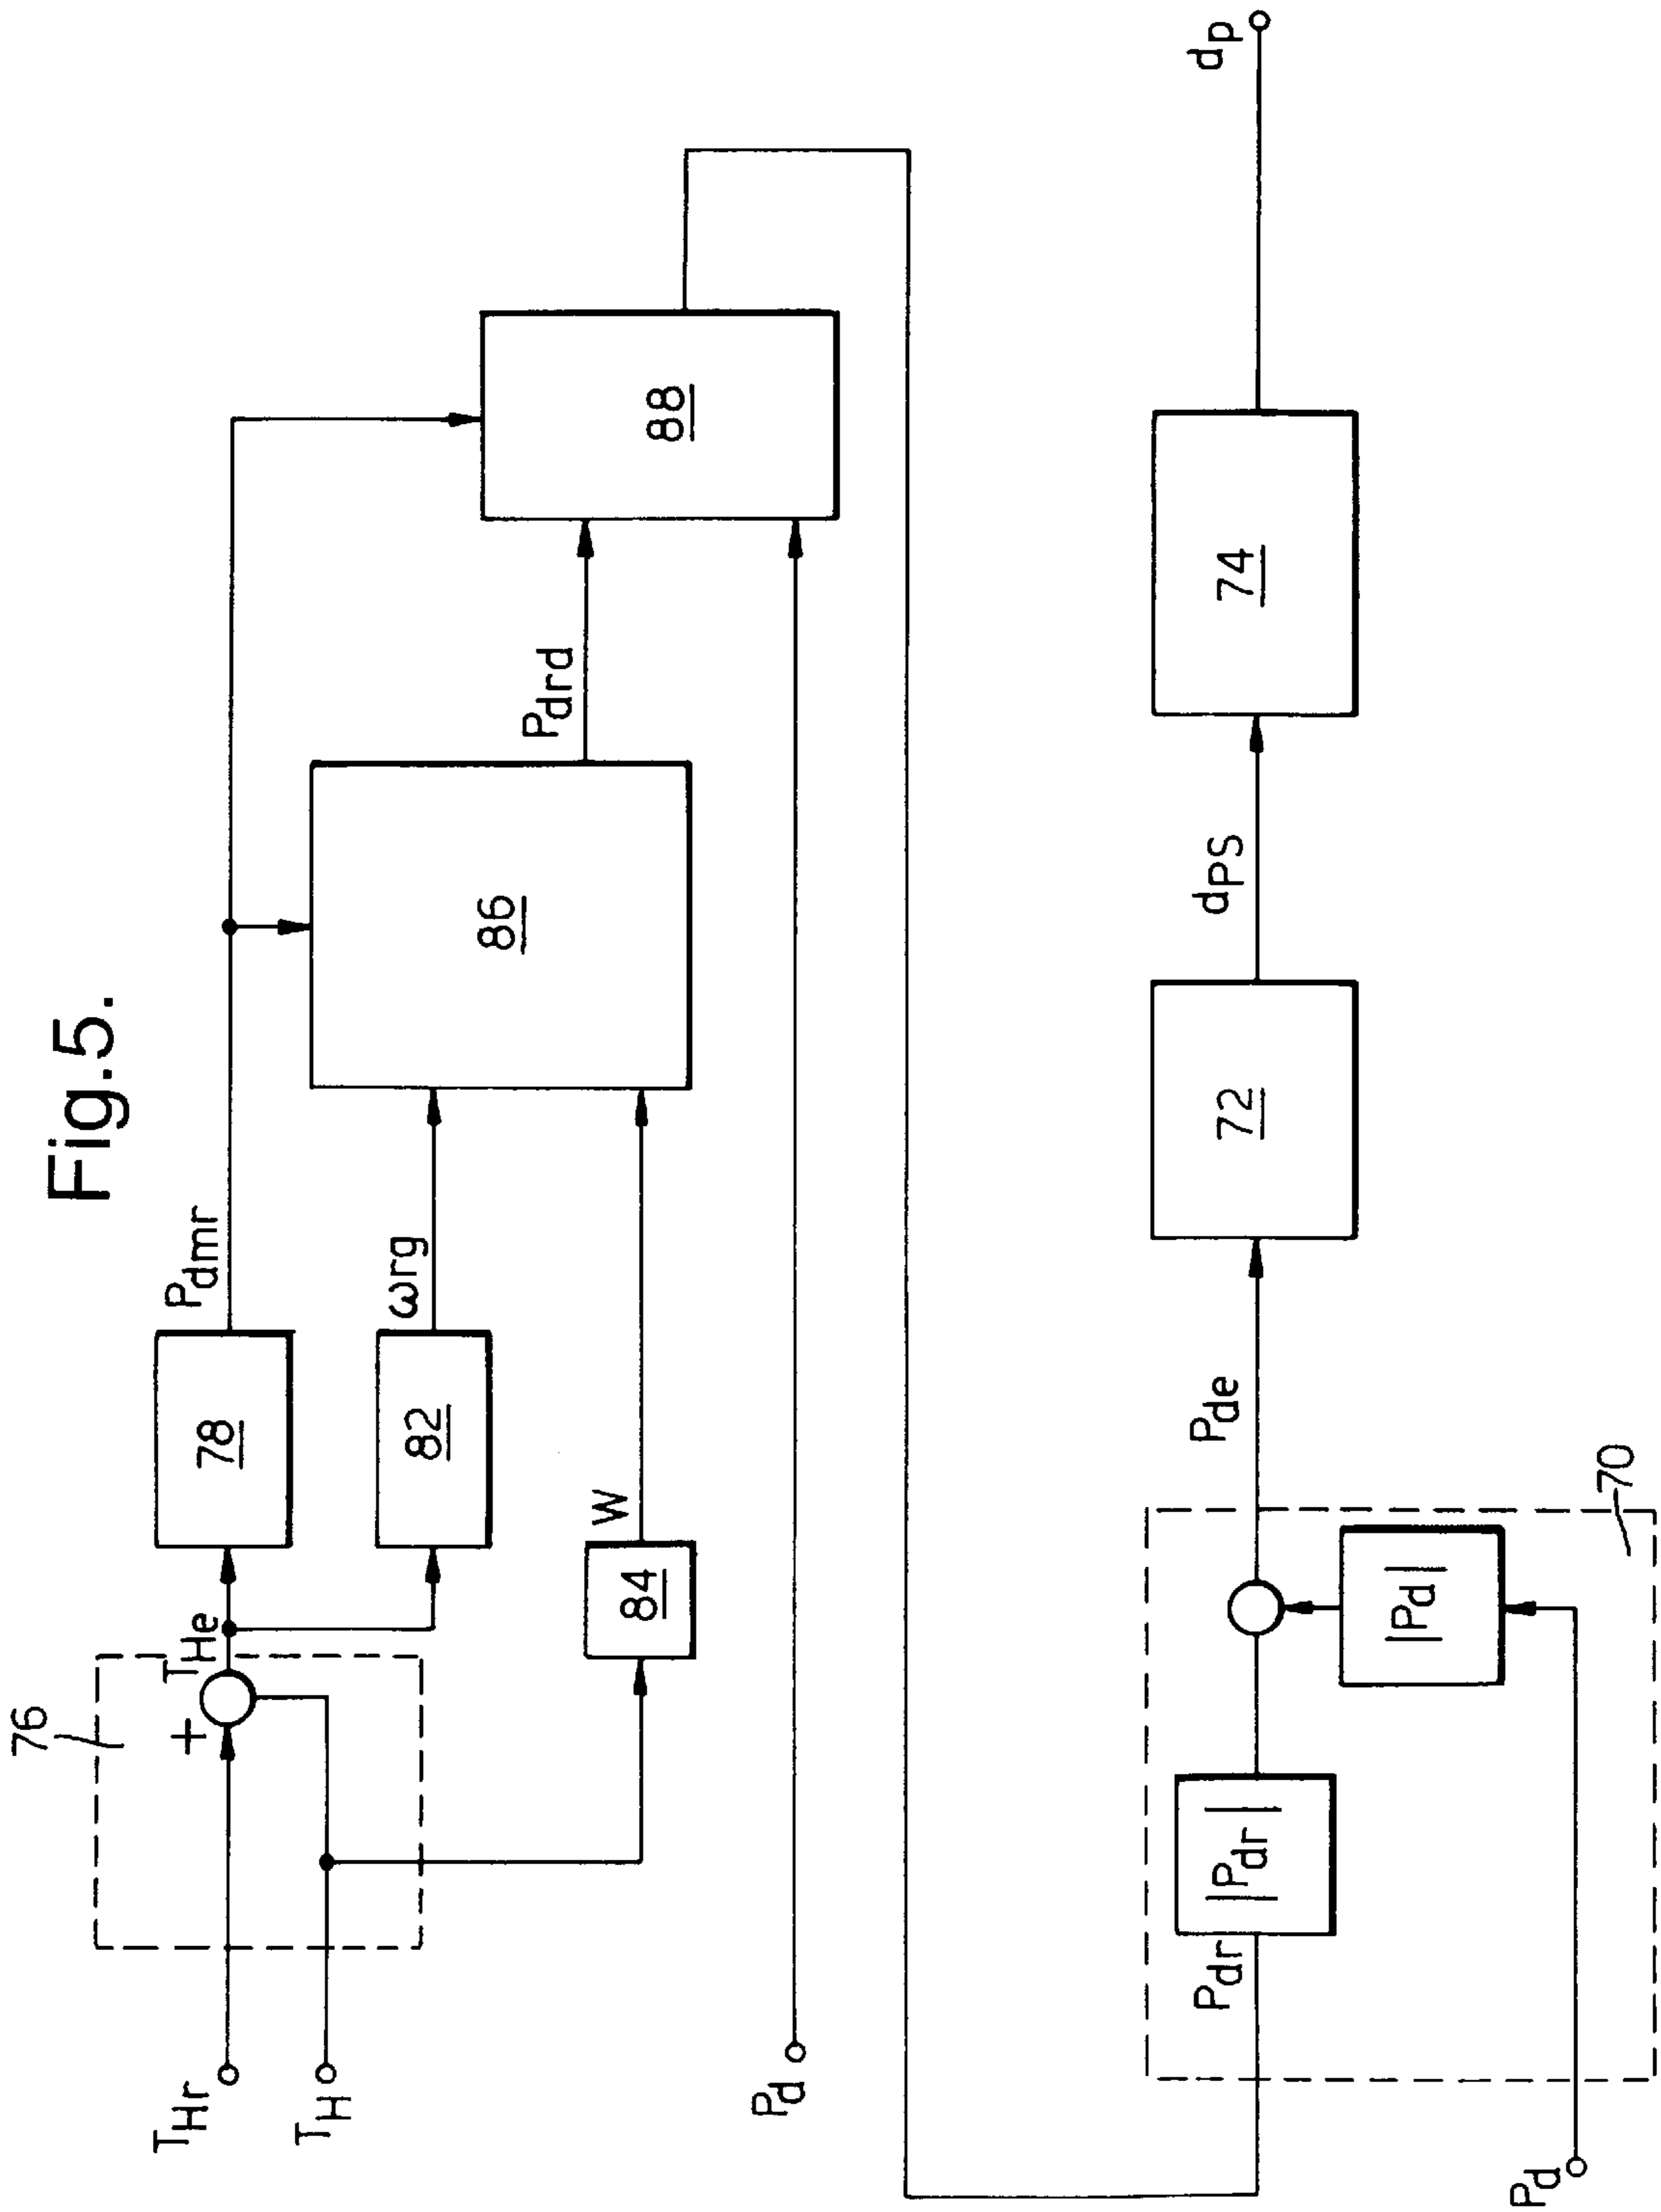 Fig.5.
76
THr
+
THe
78
Pdmr
TH
82
ωrg
84
W
86
Pdrd
88
Pd
Pdr
|Pdr|
Pde
72
dPS
74
dp
|Pd|
70
Pd